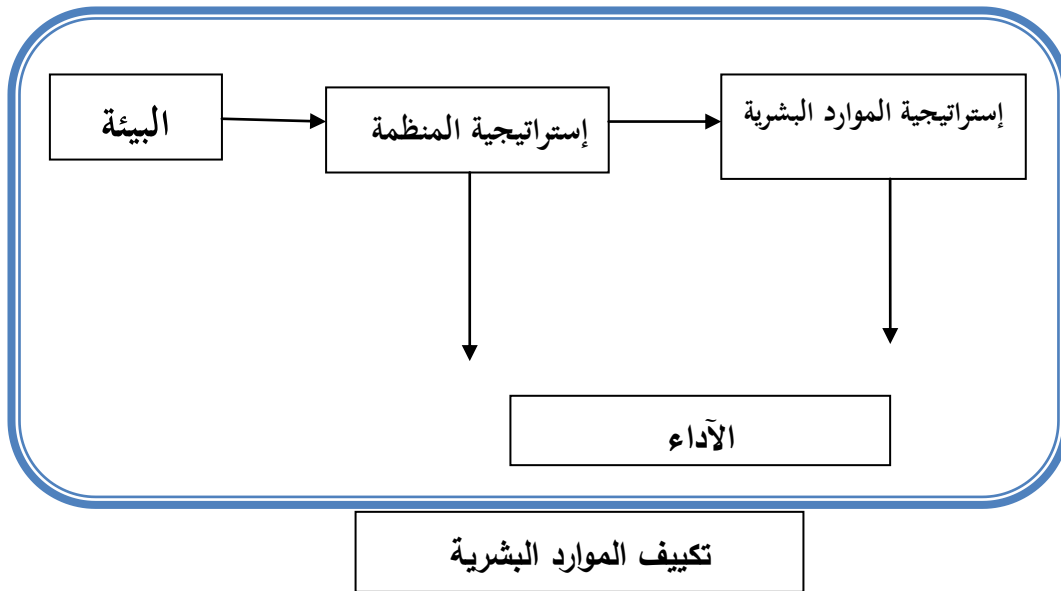 البيئة
إستراتيجية المنظمة
إستراتيجية الموارد البشرية
الآداء
تكييف الموارد البشرية